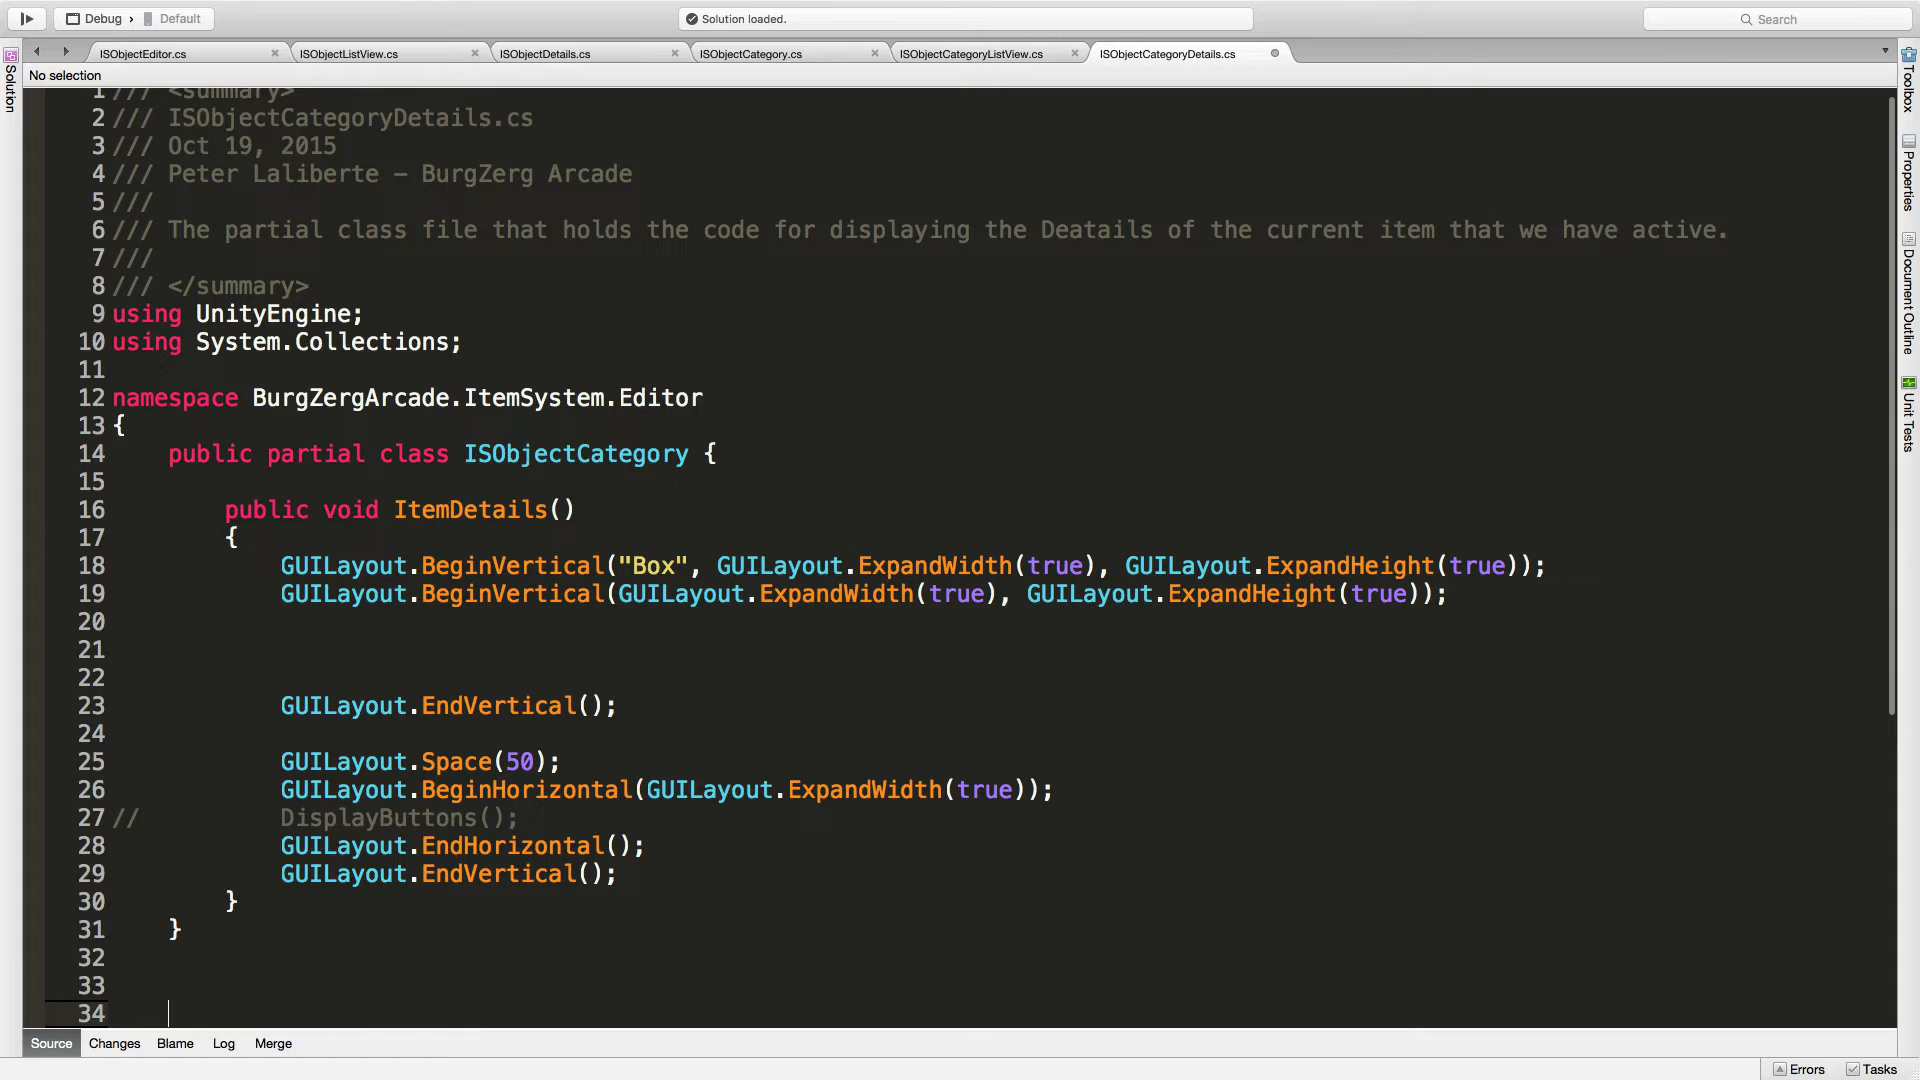 Debug › Default
Solution loaded.
Search
ISObjectEditor.cs
ISObjectListView.cs
ISObjectDetails.cs
ISObjectCategory.cs
ISObjectCategoryListView.cs
ISObjectCategoryDetails.cs
No selection
Solution
Toolbox
Properties
Document Outline
Unit Tests
1 /// <summary>
2 /// ISObjectCategoryDetails.cs
3 /// Oct 19, 2015
4 /// Peter Laliberte – BurgZerg Arcade
5 ///
6 /// The partial class file that holds the code for displaying the Deatails of the current item that we have active.
7 ///
8 /// </summary>
9 using UnityEngine;
10 using System.Collections;
11
12 namespace BurgZergArcade.ItemSystem.Editor
13 {
14 public partial class ISObjectCategory {
15
16 public void ItemDetails()
17 {
18 GUILayout.BeginVertical("Box", GUILayout.ExpandWidth(true), GUILayout.ExpandHeight(true));
19 GUILayout.BeginVertical(GUILayout.ExpandWidth(true), GUILayout.ExpandHeight(true));
20
21
22
23 GUILayout.EndVertical();
24
25 GUILayout.Space(50);
26 GUILayout.BeginHorizontal(GUILayout.ExpandWidth(true));
27 // DisplayButtons();
28 GUILayout.EndHorizontal();
29 GUILayout.EndVertical();
30 }
31 }
32
33
34
Source Changes Blame Log Merge
Errors Tasks